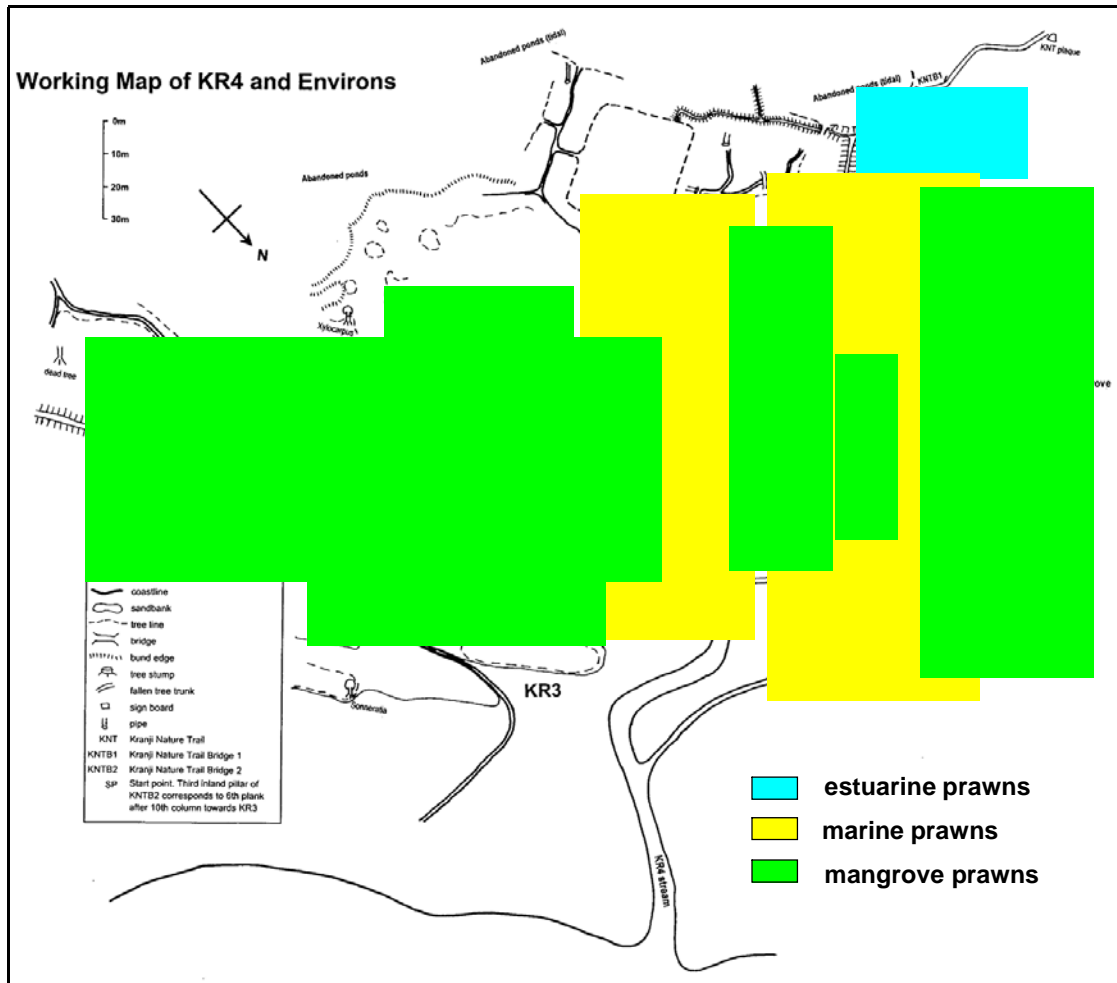 Working Map of KR4 and Environs
Abandoned ponds (tidal)
KNT plaque
KNTB1
Abandoned ponds (tidal)
0m
10m
20m
30m
N
Abandoned ponds
Xylocarpus
dead tree
coastline
sandbank
tree line
bridge
bund edge
tree stump
fallen tree trunk
sign board
pipe
KNT Kranji Nature Trail
KNTB1 Kranji Nature Trail Bridge 1
KNTB2 Kranji Nature Trail Bridge 2
SP Start point. Third inland pillar of
KNTB2 corresponds to 6th plank
after 10th column towards KR3
Sonneratia
KR3
KR4 stream
estuarine prawns
marine prawns
mangrove prawns